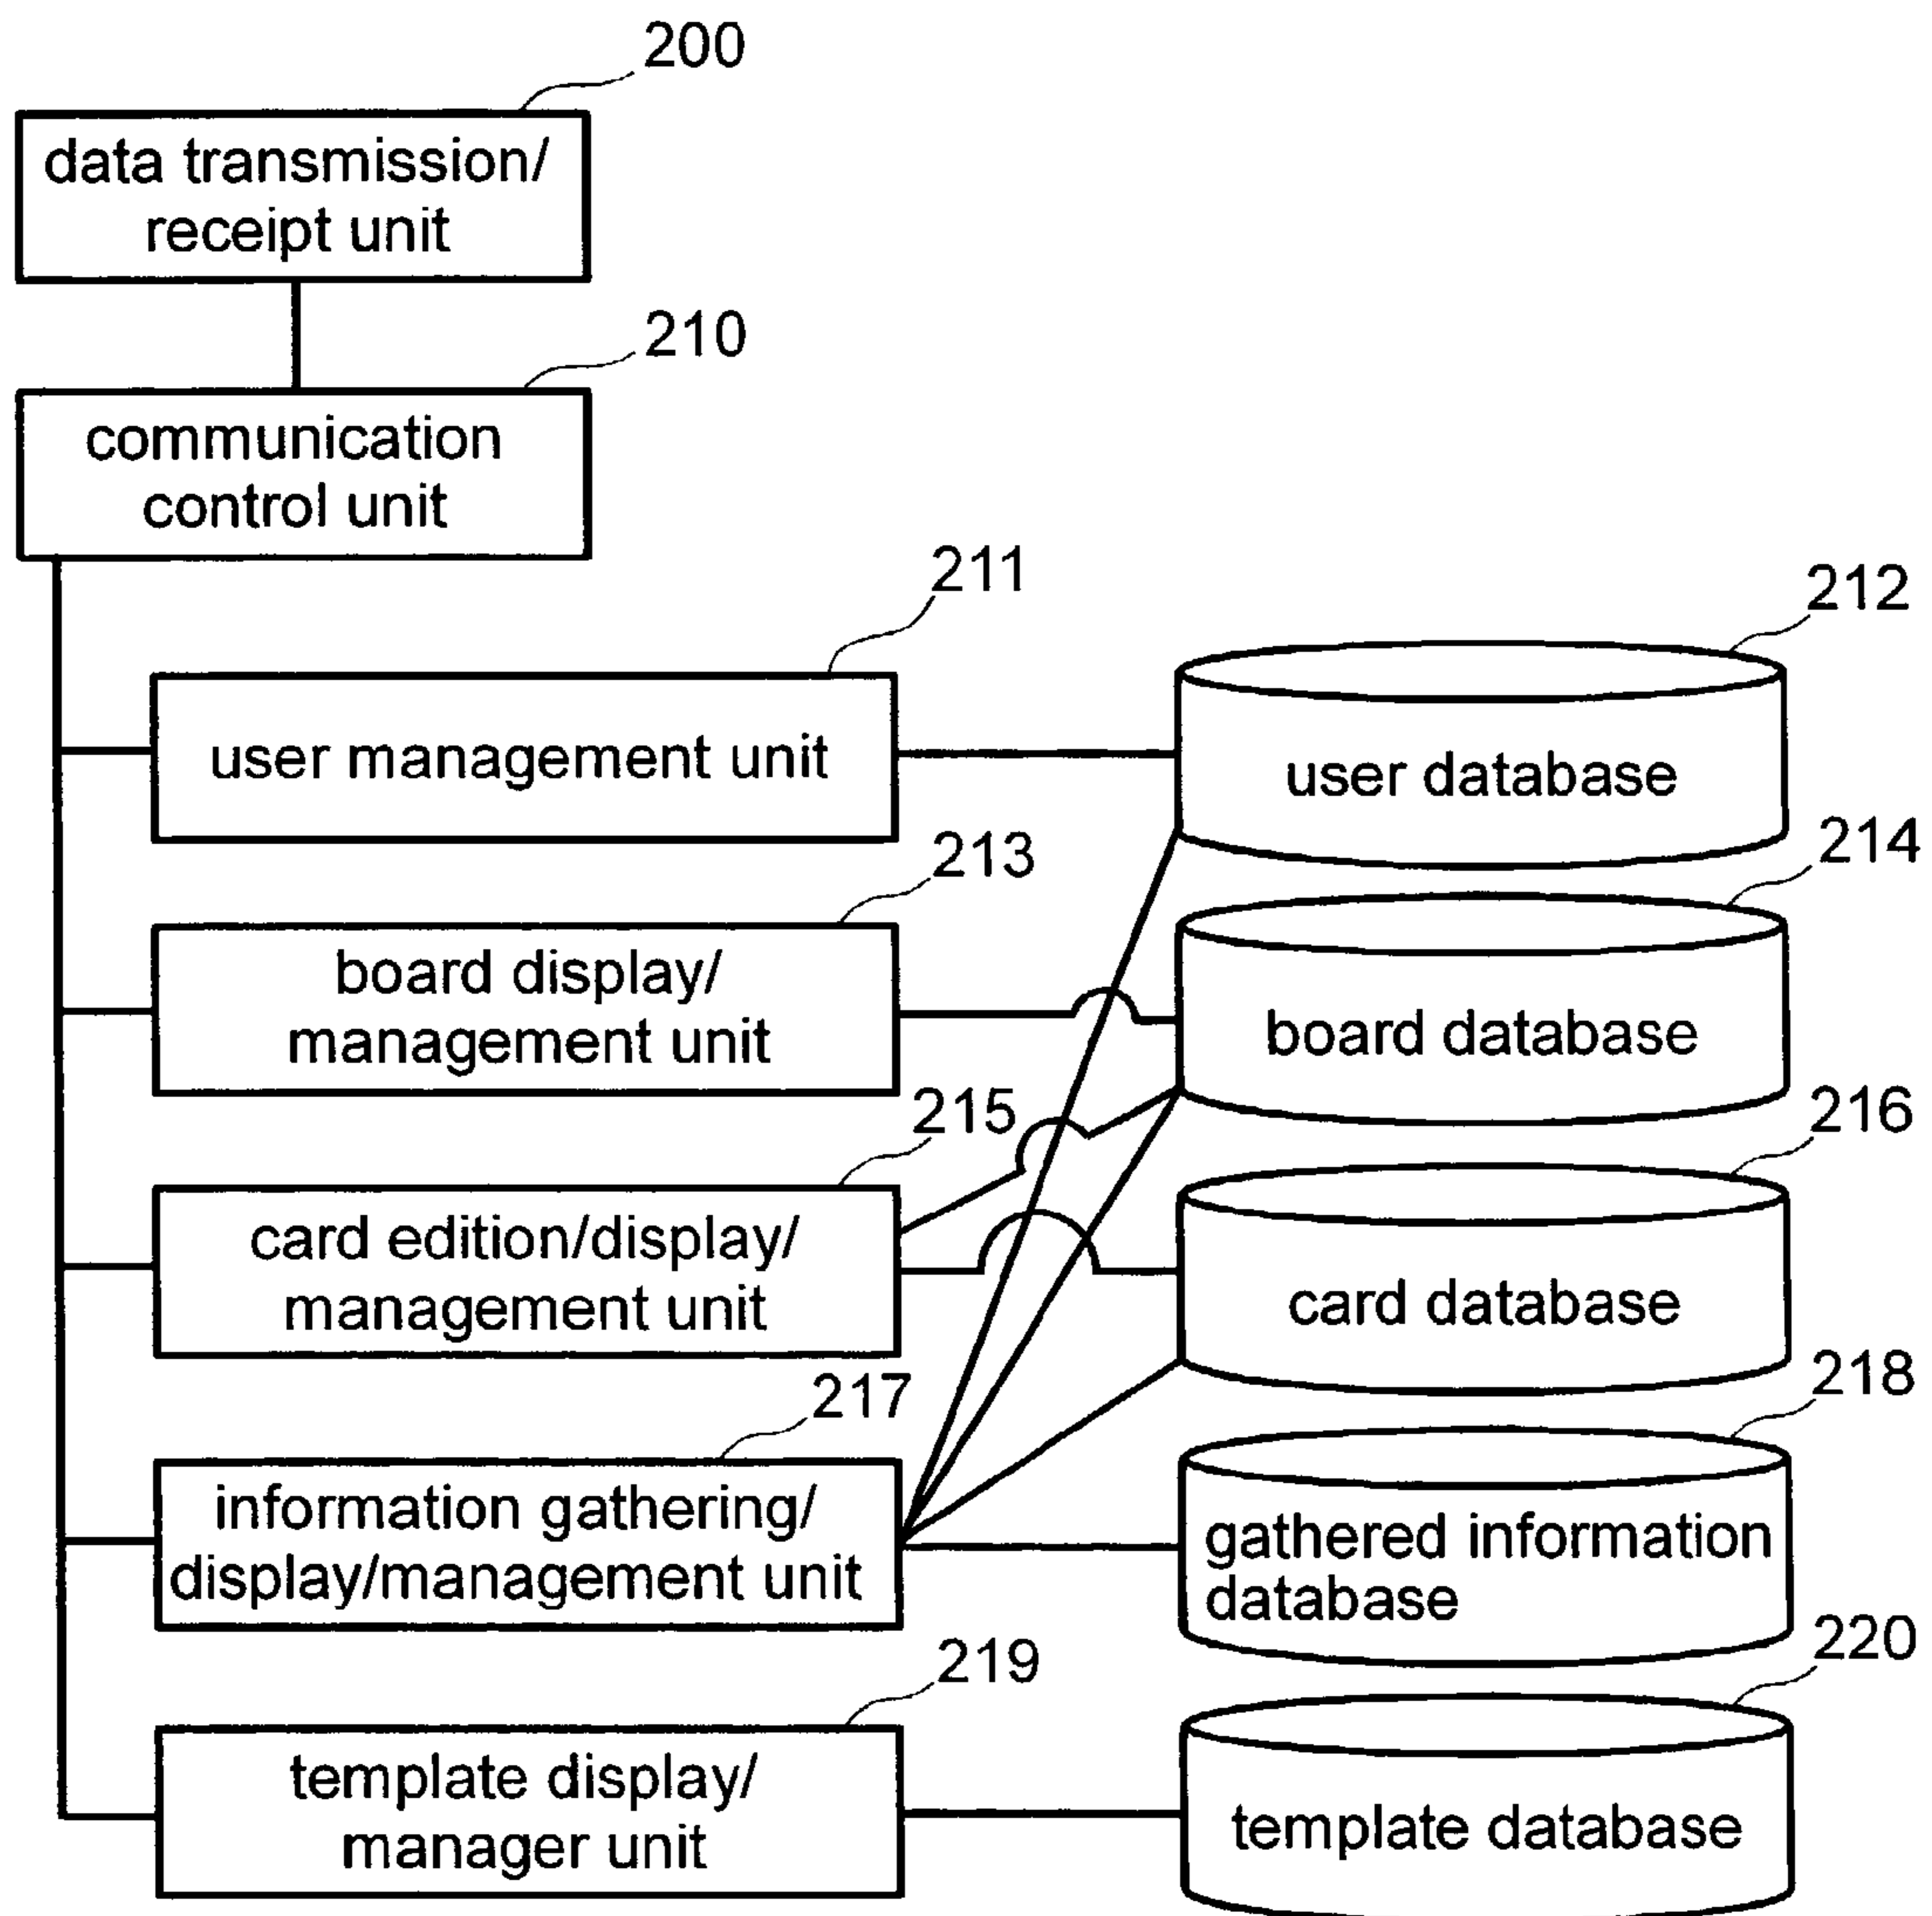 200
data transmission/
receipt unit
210
communication
control unit
211
user management unit
212
user database
213
board display/
management unit
214
board database
215
card edition/display/
management unit
216
card database
217
information gathering/
display/management unit
218
gathered information
database
219
template display/
manager unit
220
template database